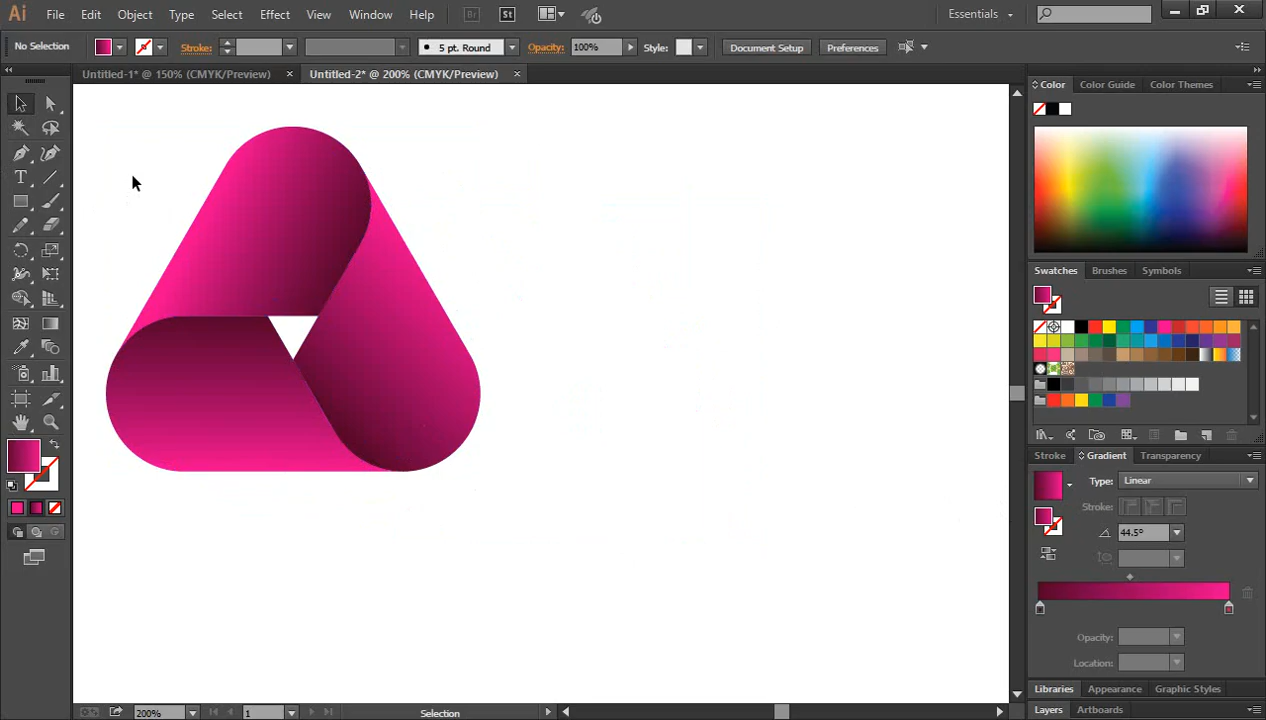 Ai File Edit Object Type Select Effect View Window Help Br St Essentials
No Selection Stroke: 5 pt. Round Opacity: 100% Style: Document Setup Preferences
Untitled-1* @ 150% (CMYK/Preview) × Untitled-2* @ 200% (CMYK/Preview) ×
Color Color Guide Color Themes
T
Swatches Brushes Symbols
Stroke Gradient Transparency
Type: Linear
Stroke:
44.5°
Opacity:
Location:
Libraries Appearance Graphic Styles
Layers Artboards
200% 1 Selection